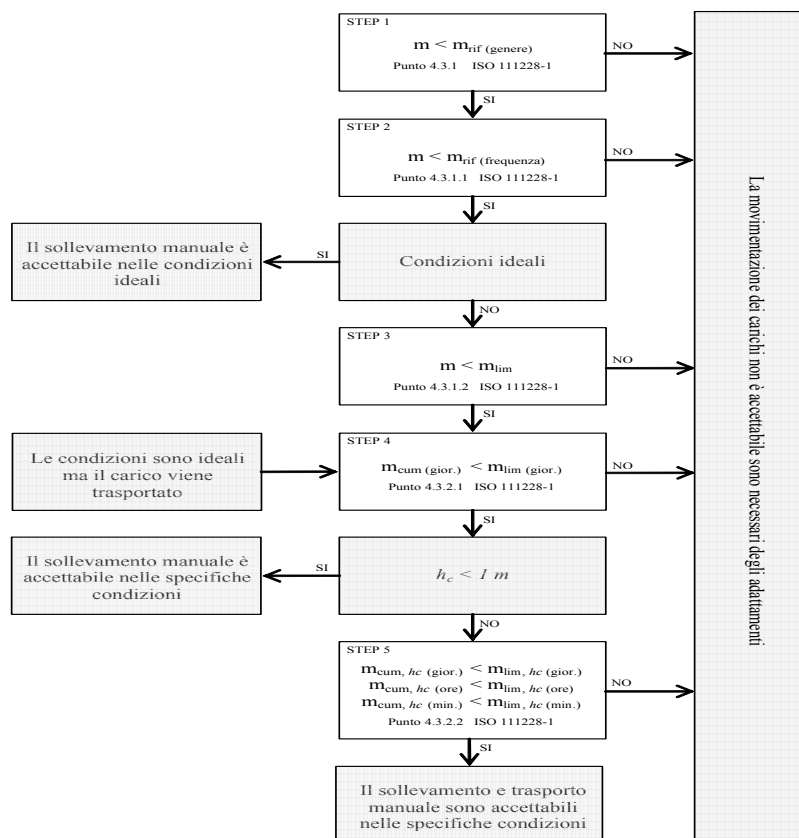 STEP 1
m < mrif (genere)
Punto 4.3.1 ISO 111228-1
NO
SI
STEP 2
m < mrif (frequenza)
Punto 4.3.1.1 ISO 111228-1
NO
SI
Il sollevamento manuale è
accettabile nelle condizioni
ideali
SI
Condizioni ideali
NO
STEP 3
m < mlim
Punto 4.3.1.2 ISO 111228-1
NO
SI
Le condizioni sono ideali
ma il carico viene
trasportato
STEP 4
mcum (gior.) < mlim (gior.)
Punto 4.3.2.1 ISO 111228-1
NO
SI
Il sollevamento manuale è
accettabile nelle specifiche
condizioni
SI
hc < 1 m
NO
STEP 5
mcum, hc (gior.) < mlim, hc (gior.)
mcum, hc (ore) < mlim, hc (ore)
mcum, hc (min.) < mlim, hc (min.)
Punto 4.3.2.2 ISO 111228-1
NO
SI
Il sollevamento e trasporto
manuale sono accettabili
nelle specifiche condizioni
La movimentazione dei carichi non è accettabile sono necessari degli adattamenti